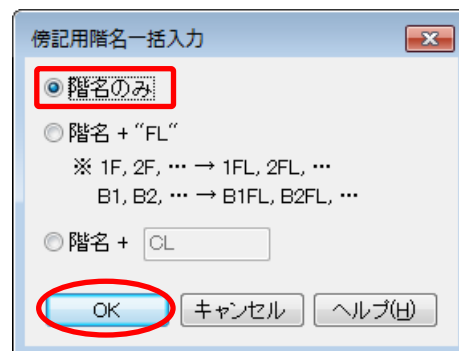 傍記用階名一括入力
階名のみ
階名 + "FL"
※ 1F, 2F, … → 1FL, 2FL, …
B1, B2, … → B1FL, B2FL, …
階名 + CL
OK キャンセル ヘルプ(H)